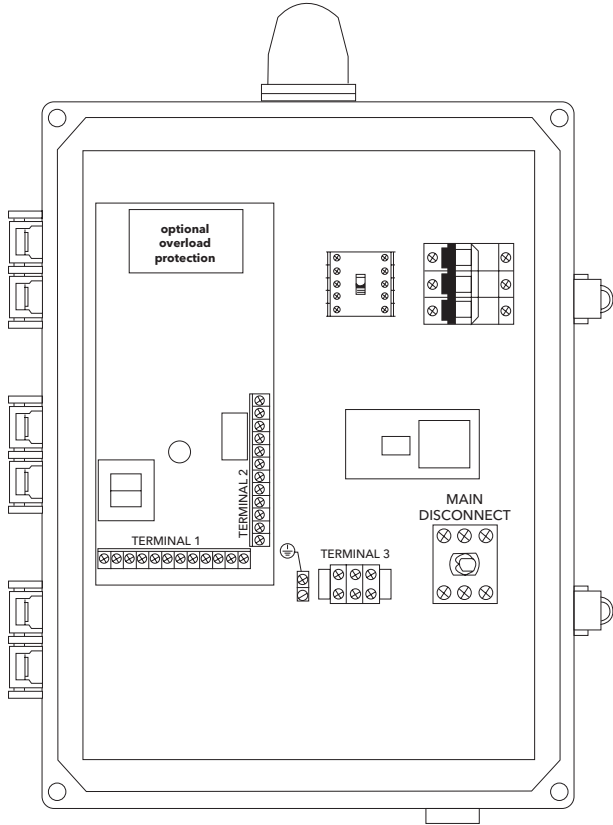 optional
overload
protection
TERMINAL 2
MAIN
DISCONNECT
TERMINAL 1
TERMINAL 3